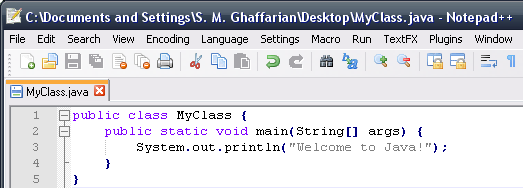 C:\Documents and Settings\S. M. Ghaffarian\Desktop\MyClass.java - Notepad++
File Edit Search View Encoding Language Settings Macro Run TextFX Plugins Window
MyClass.java
1 public class MyClass {
2     public static void main(String[] args) {
3         System.out.println("Welcome to Java!");
4     }
5 }